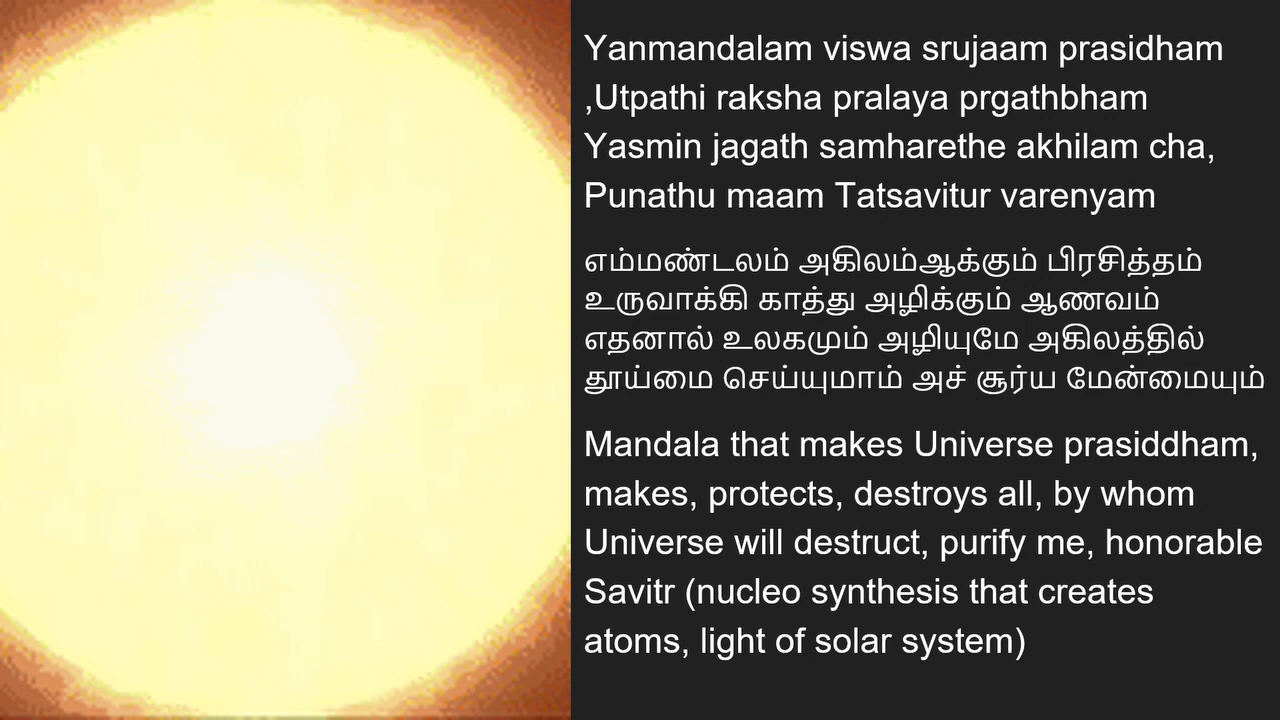 Yanmandalam viswa srujaam prasidham
,Utpathi raksha pralaya prgathbham
Yasmin jagath samharethe akhilam cha,
Punathu maam Tatsavitur varenyam
எம்மண்டலம் அகிலம்ஆக்கும் பிரசித்தம்
உருவாக்கி காத்து அழிக்கும் ஆணவம்
எதனால் உலகமும் அழியுமே அகிலத்தில்
தூய்மை செய்யுமாம் அச் சூர்ய மேன்மையும்
Mandala that makes Universe prasiddham,
makes, protects, destroys all, by whom
Universe will destruct, purify me, honorable
Savitr (nucleo synthesis that creates
atoms, light of solar system)